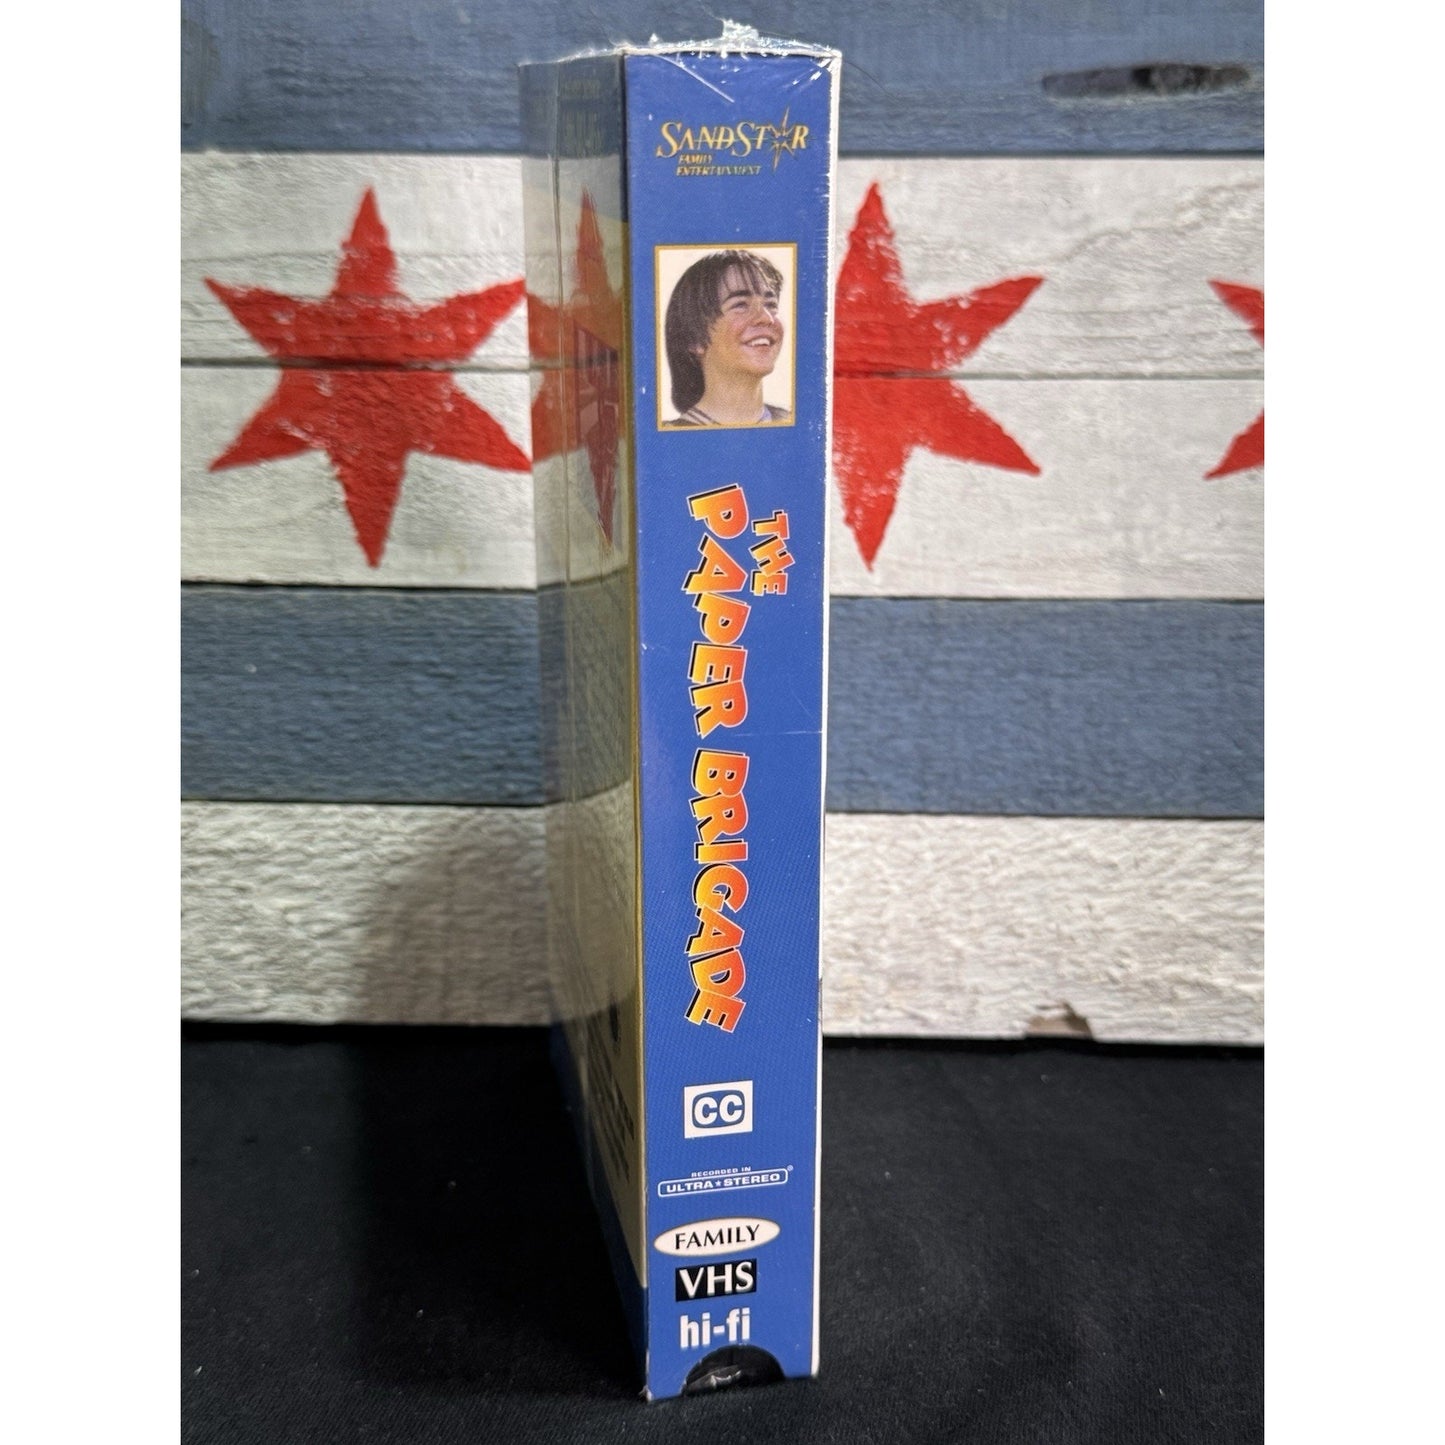 SANDSTAR
FAMILY
ENTERTAINMENT
THE
PAPER BRIGADE
CC
RECORDED IN
ULTRA★STEREO®
FAMILY
VHS
hi-fi